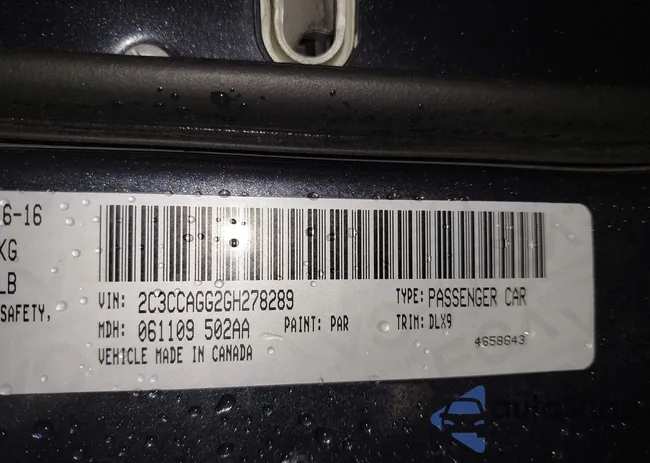 6-16
KG
LB
SAFETY,
VIN: 2C3CCAGG2GH278289
TYPE: PASSENGER CAR
MDH: 061109 502AA
PAINT: PAR
TRIM: DLX9
VEHICLE MADE IN CANADA
4658643